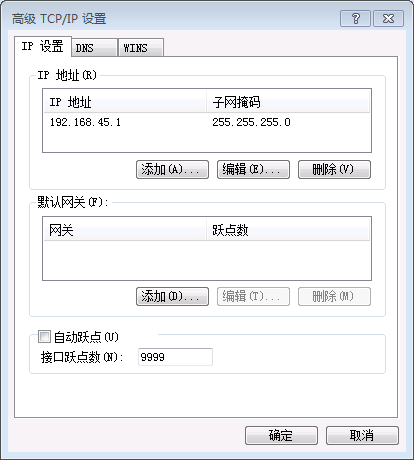 高级 TCP/IP 设置
IP 设置 DNS WINS
IP 地址(R)
IP 地址 子网掩码
192.168.45.1 255.255.255.0
添加(A)... 编辑(E)... 删除(V)
默认网关(F):
网关 跃点数
添加(D)... 编辑(T)... 删除(M)
自动跃点(U)
接口跃点数(N): 9999
确定 取消